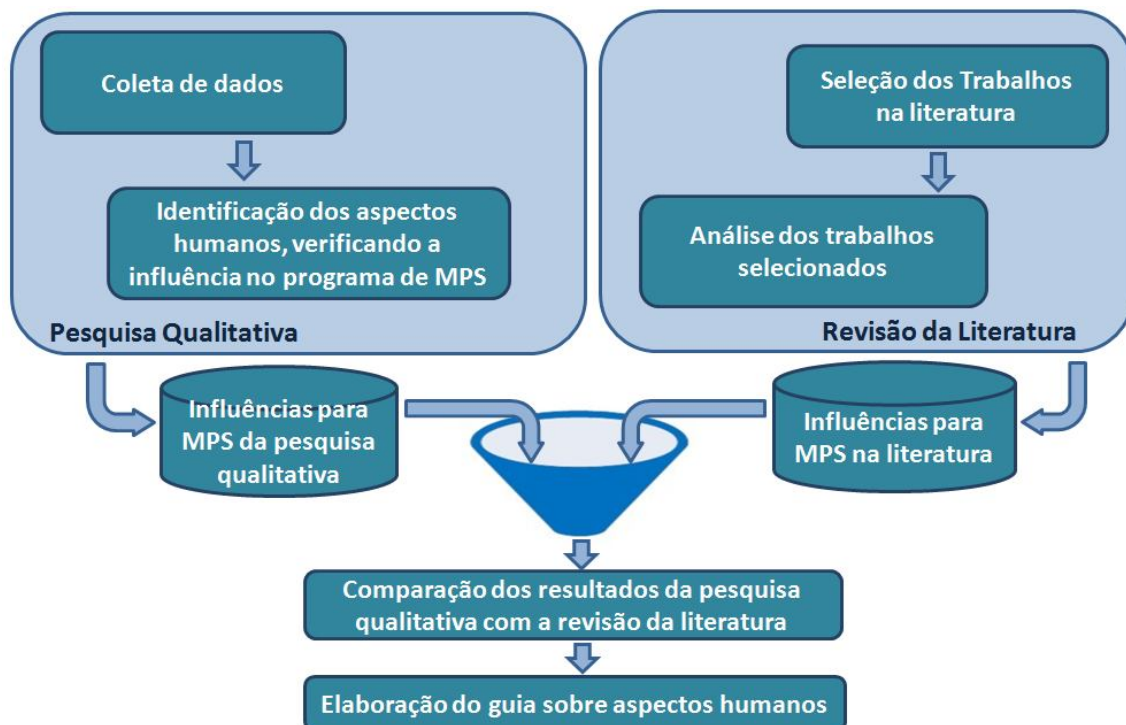 Coleta de dados
Identificação dos aspectos
humanos, verificando a
influência no programa de MPS
Pesquisa Qualitativa
Seleção dos Trabalhos
na literatura
Análise dos trabalhos
selecionados
Revisão da Literatura
Influências para
MPS da pesquisa
qualitativa
Influências para
MPS na literatura
Comparação dos resultados da pesquisa
qualitativa com a revisão da literatura
Elaboração do guia sobre aspectos humanos